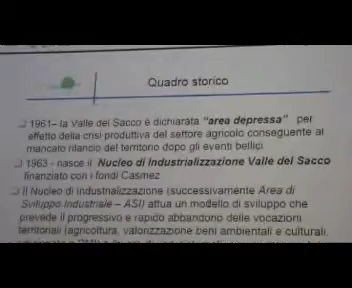 Quadro storico
1961– la Valle del Sacco è dichiarata "area depressa" per
effetto della crisi produttiva del settore agricolo conseguente al
mancato rilancio del territorio dopo gli eventi bellici
1963 - nasce il Nucleo di Industrializzazione Valle del Sacco
finanziato con i fondi Casmez
Il Nucleo di Industrializzazione (successivamente Area di
Sviluppo Industriale – ASI) attua un modello di sviluppo che
prevede il progressivo e rapido abbandono delle vocazioni
territoriali (agricoltura, valorizzazione beni ambientali e culturali,